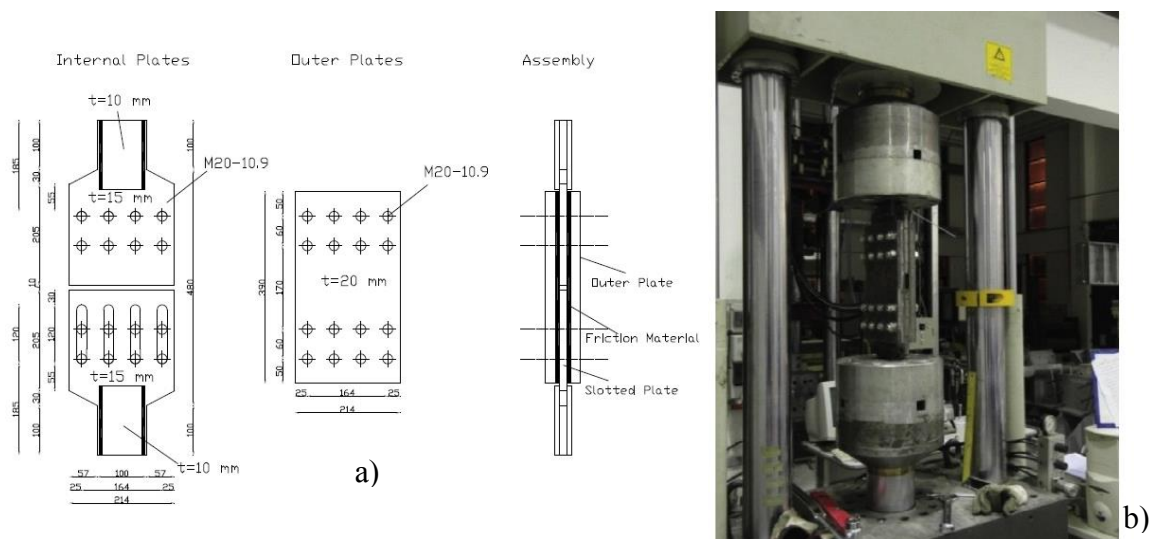 Internal Plates
Outer Plates
Assembly
t=10 mm
M20-10.9
M20-10.9
185
100
30
55
100
t=15 mm
205
10
480
390
50
60
170
60
50
t=20 mm
120
205
30
120
55
t=15 mm
185
30
100
100
t=10 mm
57
100
57
25
164
25
214
25
164
25
214
Outer Plate
Friction Material
Slotted Plate
a)
b)